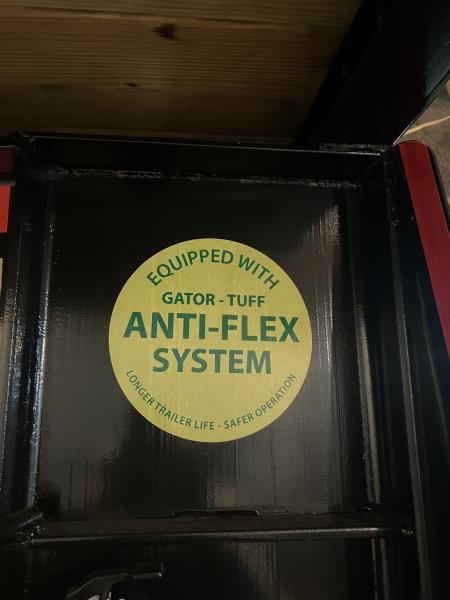 EQUIPPED WITH
GATOR - TUFF
ANTI-FLEX
SYSTEM
LONGER TRAILER LIFE - SAFER OPERATION